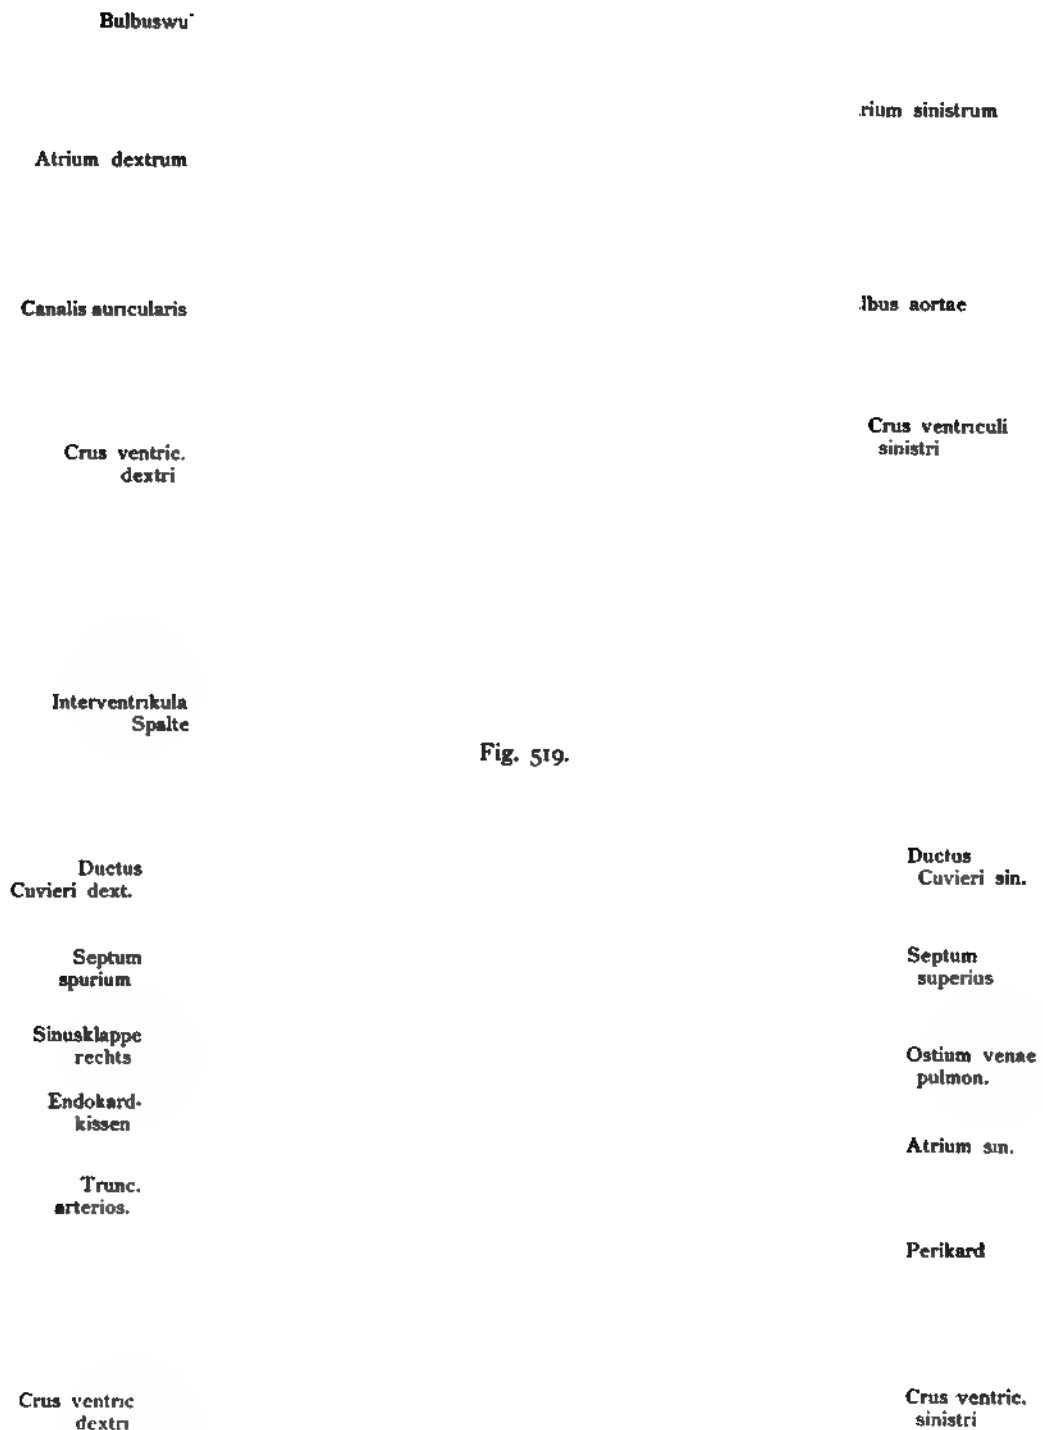 Bulbuswu
rium sinistrum
Atrium dextrum
Canalis auricularis
lbus aortae
Crus ventriculi
sinistri
Crus ventric.
dextri
Interventrikula
Spalte
Fig. 519.
Ductus
Cuvieri dext.
Ductus
Cuvieri sin.
Septum
spurium
Septum
superius
Sinusklappe
rechts
Ostium venae
pulmon.
Endokard-
kissen
Atrium sin.
Trunc.
arterios.
Perikard
Crus ventric
dextri
Crus ventric.
sinistri